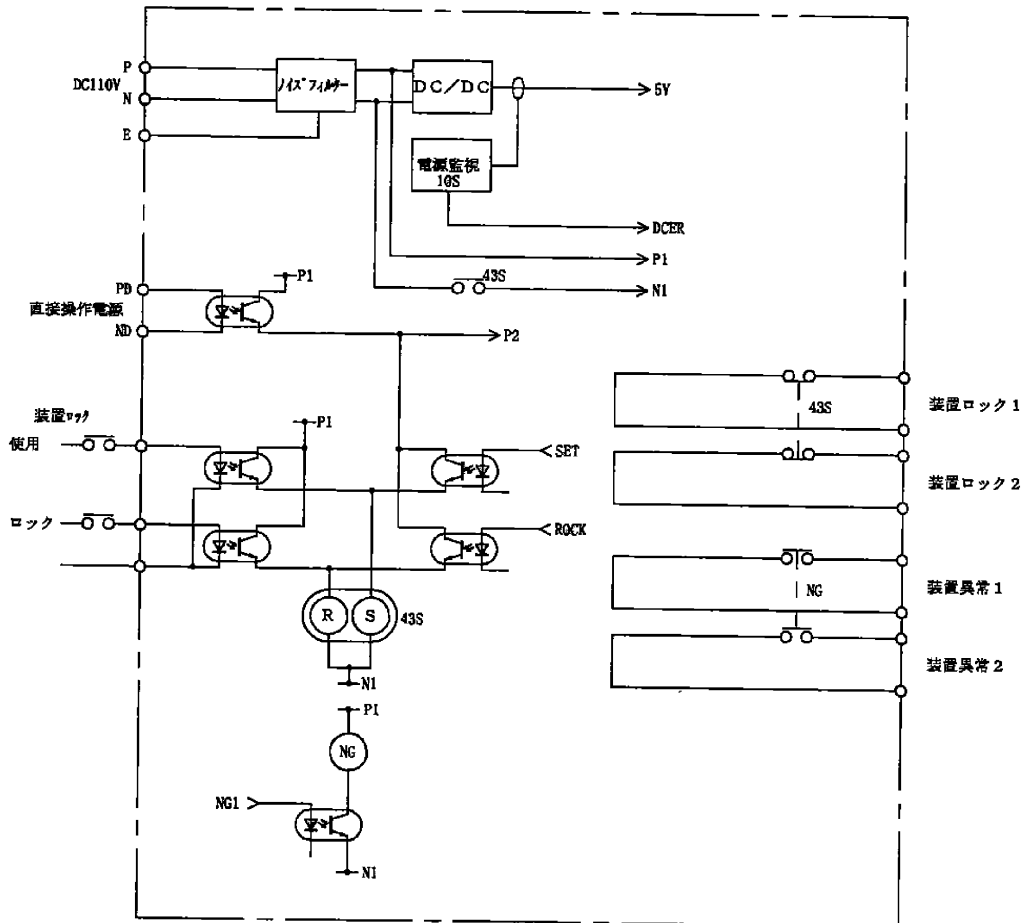 P
DC110V
N
E
ノイズフィルター
DC/DC
5V
電源監視
10S
DCER
P1
43S
N1
PD
直接操作電源
ND
P1
P2
装置ロック
使用
ロック
P1
SET
ROCK
R
S
43S
N1
P1
NG
NG1
N1
43S
装置ロック1
装置ロック2
NG
装置異常1
装置異常2